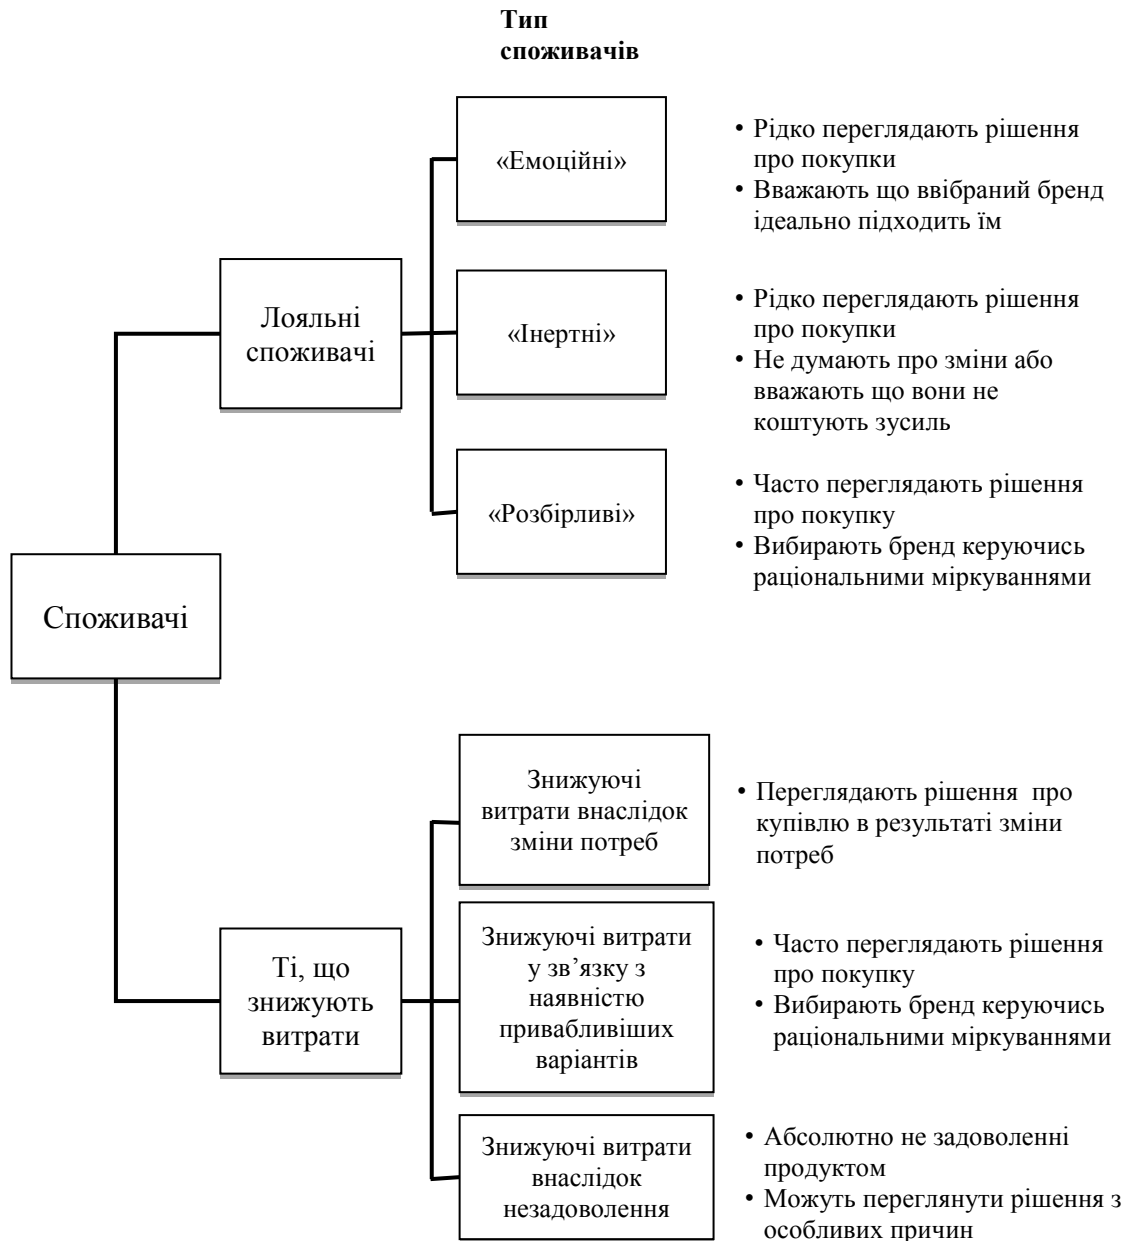 Тип
споживачів
«Емоційні»
• Рідко переглядають рішення
про покупки
• Вважають що ввібраний бренд
ідеально підходить їм
Лояльні
споживачі
«Інертні»
• Рідко переглядають рішення
про покупки
• Не думають про зміни або
вважають що вони не
коштують зусиль
«Розбірливі»
• Часто переглядають рішення
про покупку
• Вибирають бренд керуючись
раціональними міркуваннями
Споживачі
Знижуючі
витрати внаслідок
зміни потреб
• Переглядають рішення про
купівлю в результаті зміни
потреб
Ті, що
знижують
витрати
Знижуючі витрати
у зв’язку з
наявністю
привабливіших
варіантів
• Часто переглядають рішення
про покупку
• Вибирають бренд керуючись
раціональними міркуваннями
Знижуючі витрати
внаслідок
незадоволення
• Абсолютно не задоволенні
продуктом
• Можуть переглянути рішення з
особливих причин